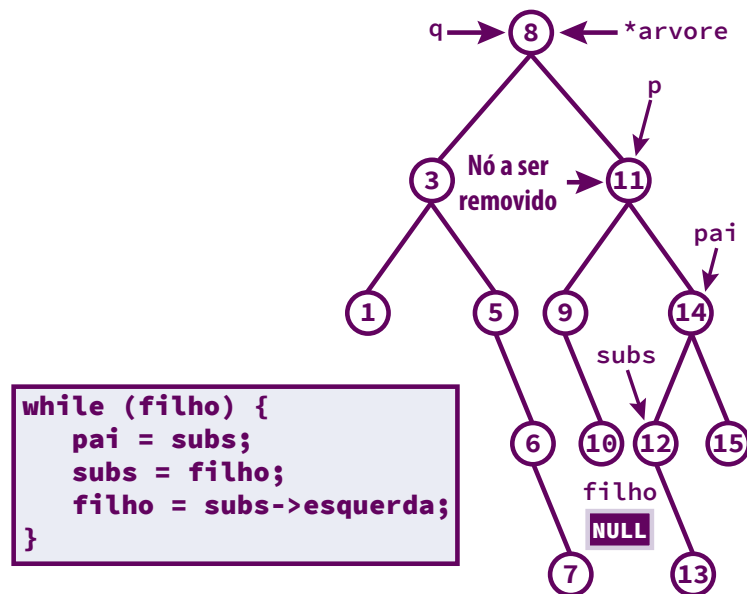 q
8
*arvore
p
3
Nó a ser
removido
11
pai
1
5
9
14
subs
while (filho) {
pai = subs;
subs = filho;
filho = subs->esquerda;
}
6
10
12
15
filho
NULL
7
13